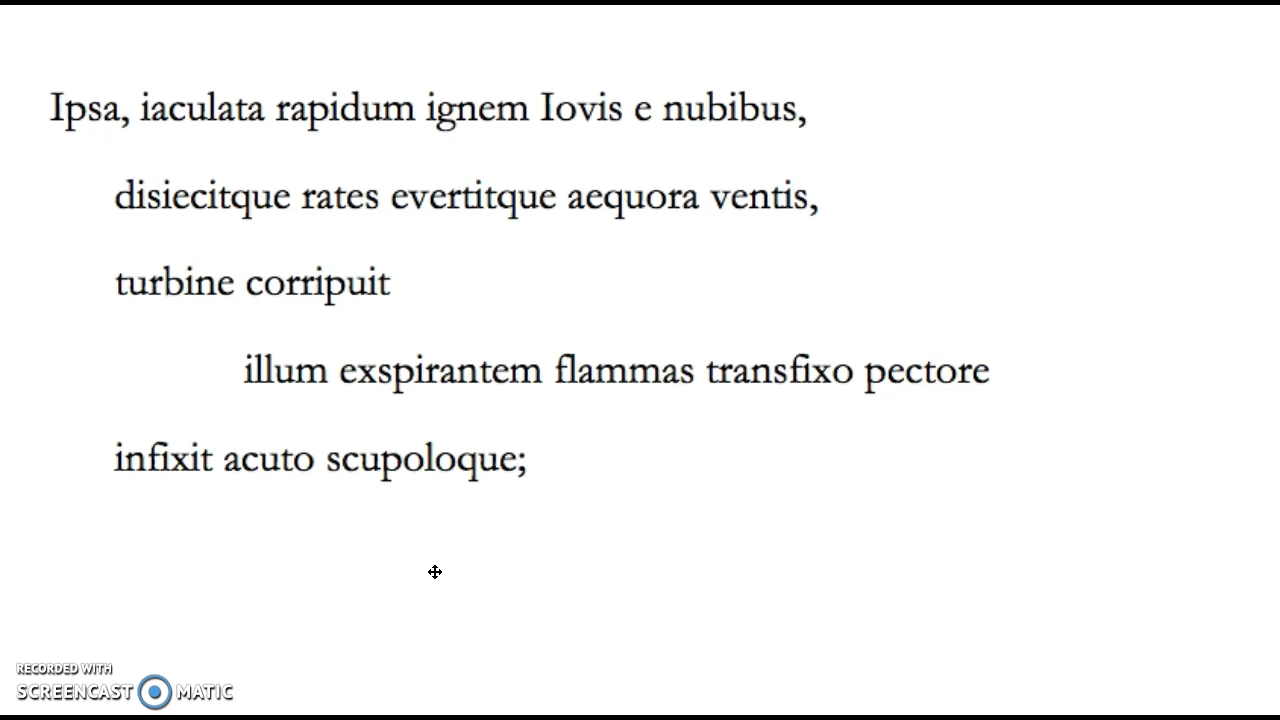 Ipsa, iaculata rapidum ignem Iovis e nubibus,
disiecitque rates evertitque aequora ventis,
turbine corripuit
illum exspirantem flammas transfixo pectore
infixit acuto scupoloque;
RECORDED WITH
SCREENCAST MATIC